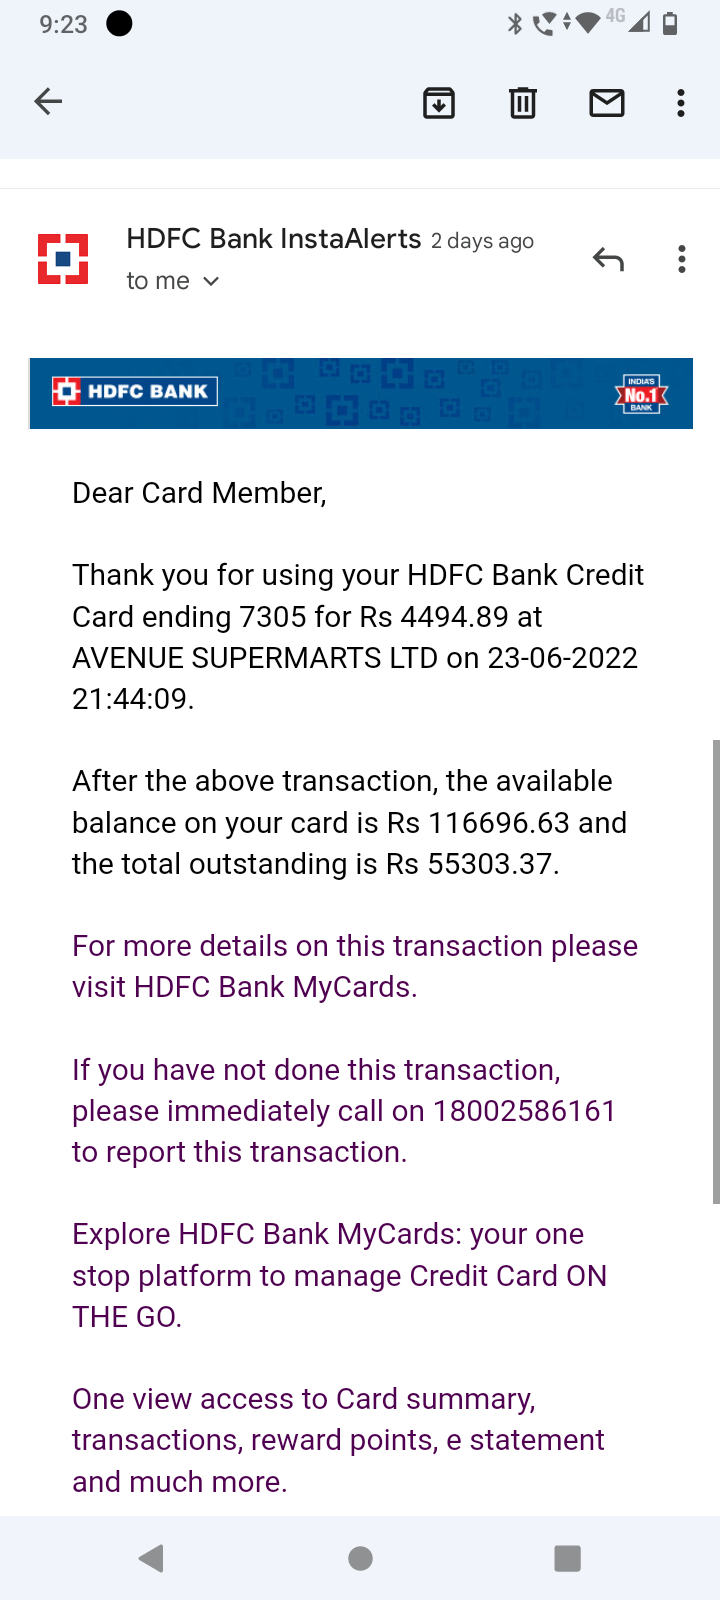 9:23
4G
HDFC Bank InstaAlerts 2 days ago
to me
HDFC BANK
INDIA'S
No.1
BANK
Dear Card Member,
Thank you for using your HDFC Bank Credit
Card ending 7305 for Rs 4494.89 at
AVENUE SUPERMARTS LTD on 23-06-2022
21:44:09.
After the above transaction, the available
balance on your card is Rs 116696.63 and
the total outstanding is Rs 55303.37.
For more details on this transaction please
visit HDFC Bank MyCards.
If you have not done this transaction,
please immediately call on 18002586161
to report this transaction.
Explore HDFC Bank MyCards: your one
stop platform to manage Credit Card ON
THE GO.
One view access to Card summary,
transactions, reward points, e statement
and much more.